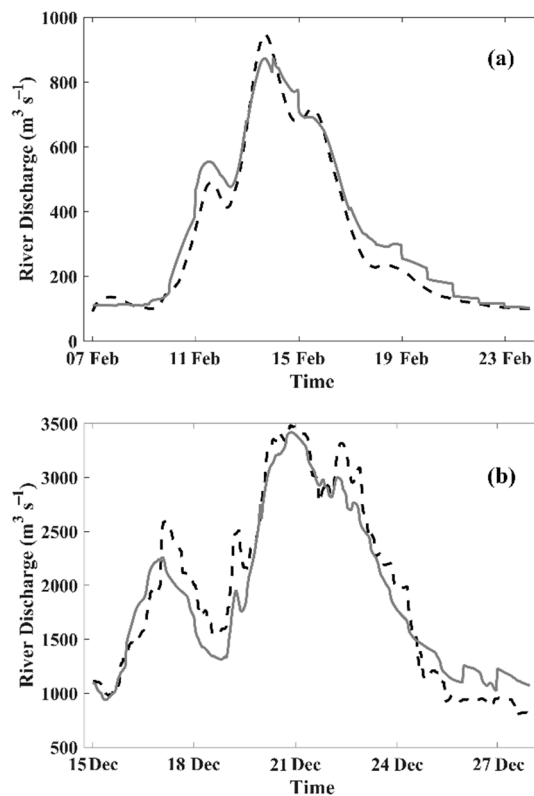 1000
(a)
800
600
400
200
0
River Discharge (m³ s⁻¹)
07 Feb 11 Feb 15 Feb 19 Feb 23 Feb
Time
3500
(b)
3000
2500
2000
1500
1000
500
River Discharge (m³ s⁻¹)
15 Dec 18 Dec 21 Dec 24 Dec 27 Dec
Time